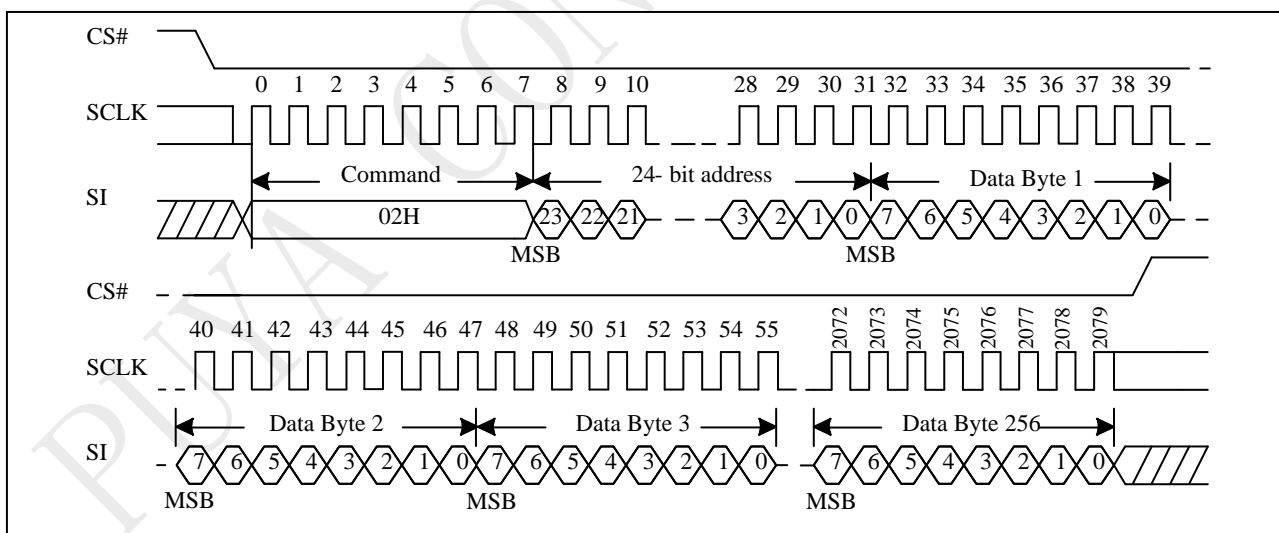 CS#
0 1 2 3 4 5 6 7 8 9 10 28 29 30 31 32 33 34 35 36 37 38 39
SCLK
Command 24- bit address Data Byte 1
SI
02H 23 22 21 3 2 1 0 7 6 5 4 3 2 1 0
MSB MSB
CS#
40 41 42 43 44 45 46 47 48 49 50 51 52 53 54 55 2072 2073 2074 2075 2076 2077 2078 2079
SCLK
Data Byte 2 Data Byte 3 Data Byte 256
SI
7 6 5 4 3 2 1 0 7 6 5 4 3 2 1 0 7 6 5 4 3 2 1 0
MSB MSB MSB
PUYA CON